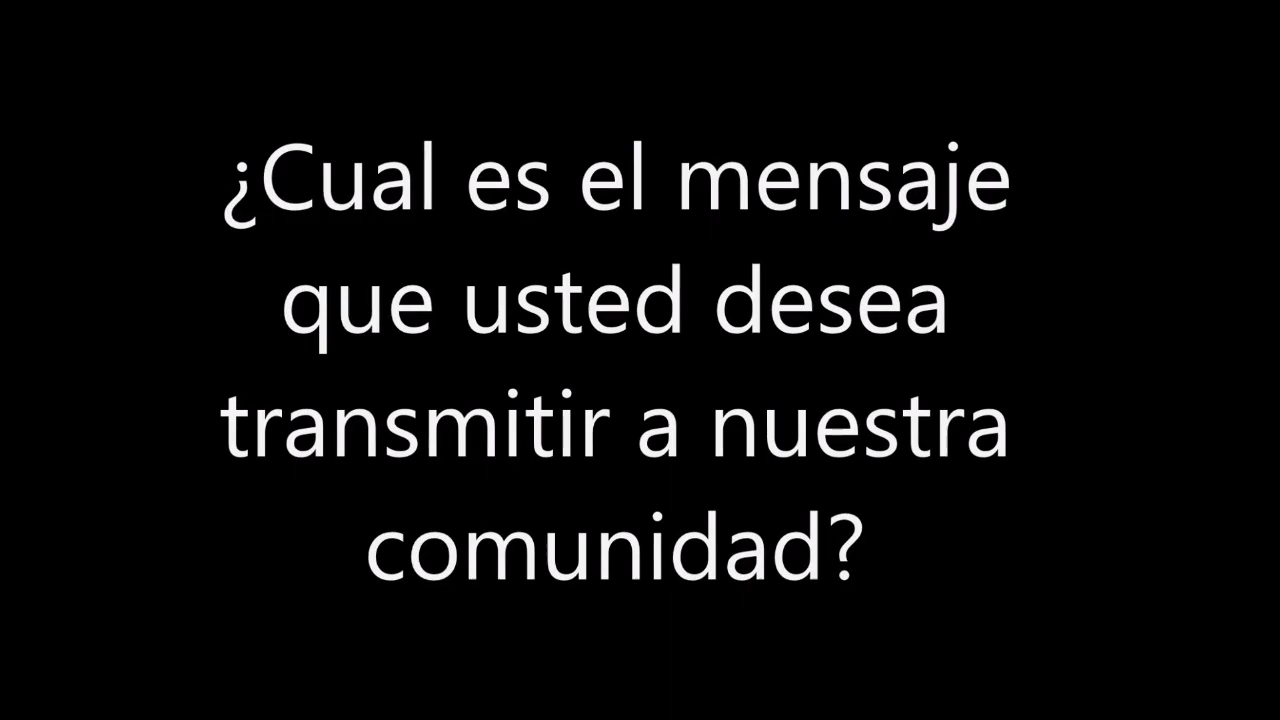 ¿Cual es el mensaje
que usted desea
transmitir a nuestra
comunidad?